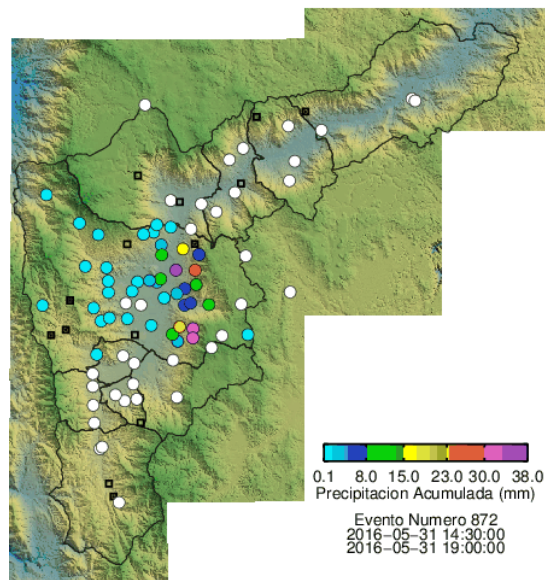 0.1 8.0 15.0 23.0 30.0 38.0
Precipitacion Acumulada (mm)
Evento Numero 872
2016-05-31 14:30:00
2016-05-31 19:00:00